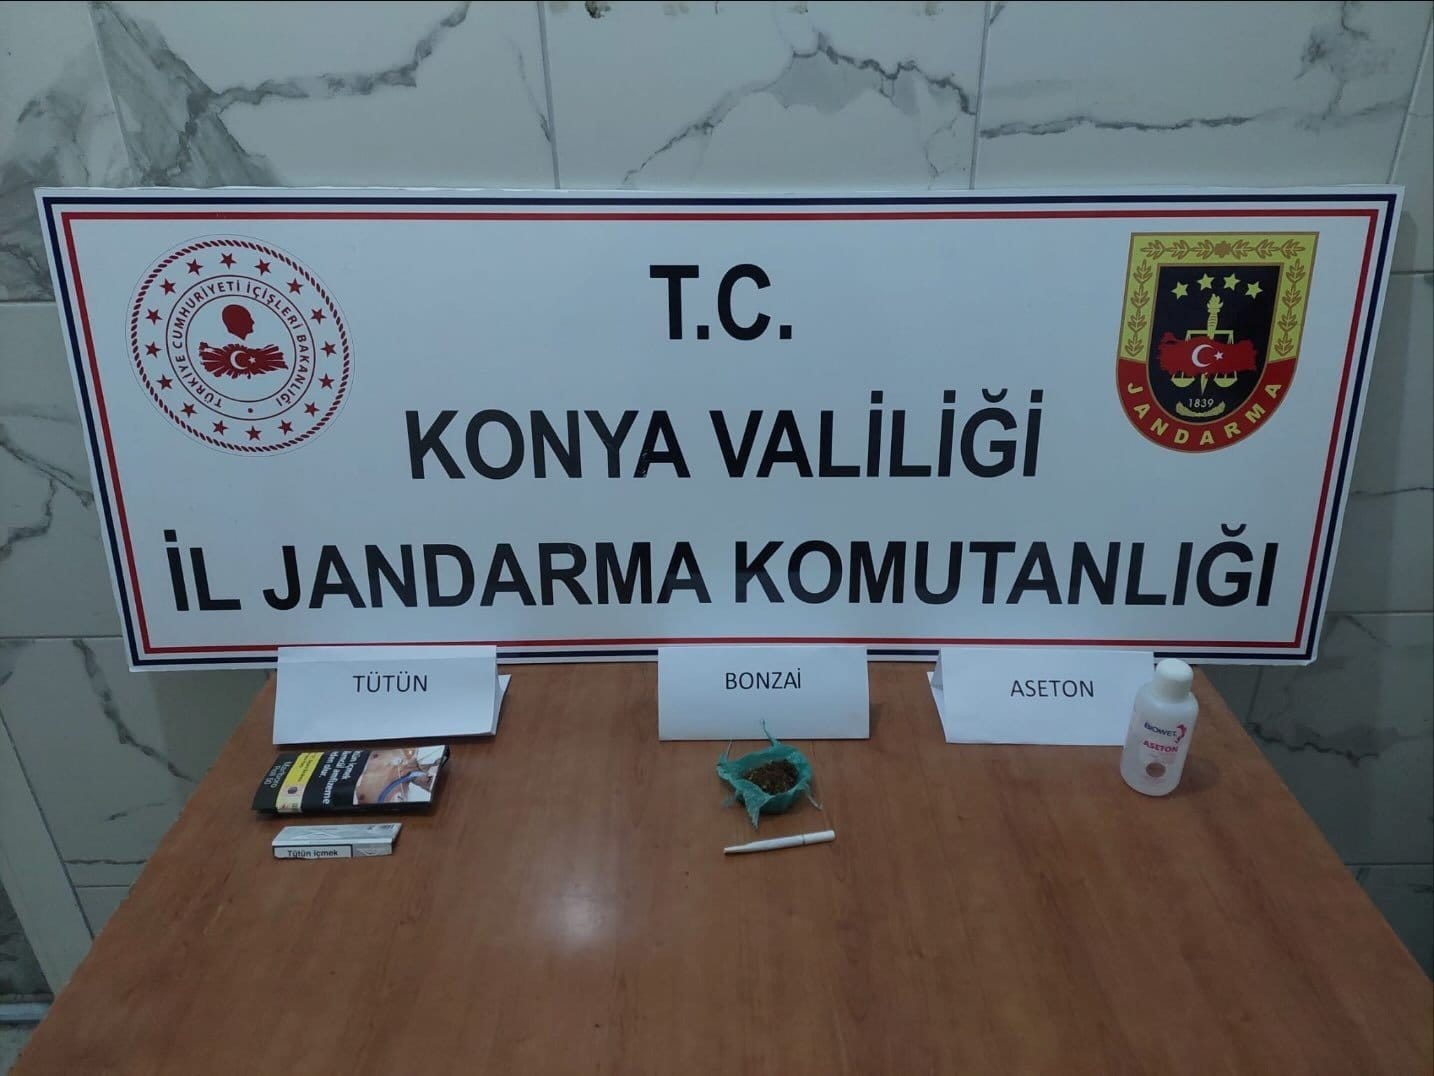 TÜRKİYE CUMHURİYETİ İÇİŞLERİ BAKANLIĞI
T.C.
KONYA VALİLİĞİ
İL JANDARMA KOMUTANLIĞI
1839
JANDARMA
TÜTÜN
BONZAİ
ASETON
BIOWET
ASETON
Tütün içmek